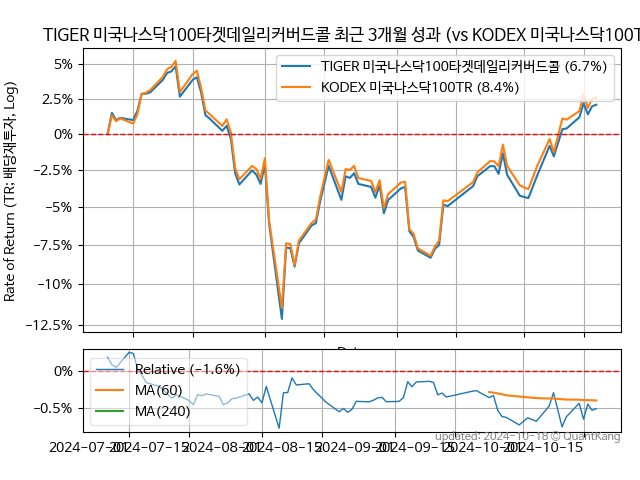 TIGER 미국나스닥100타겟데일리커버드콜 최근 3개월 성과 (vs KODEX 미국나스닥100T
Rate of Return (TR: 배당재투자, Log)
5%
2.5%
0%
−2.5%
−5%
−7.5%
−10%
−12.5%
TIGER 미국나스닥100타겟데일리커버드콜 (6.7%)
KODEX 미국나스닥100TR (8.4%)
0%
−0.5%
Relative (−1.6%)
MA(60)
MA(240)
updated: 2024-10-18 © QuantKang
2024-07-01
2024-07-15
2024-08-01
2024-08-15
2024-09-01
2024-09-15
2024-10-01
2024-10-15